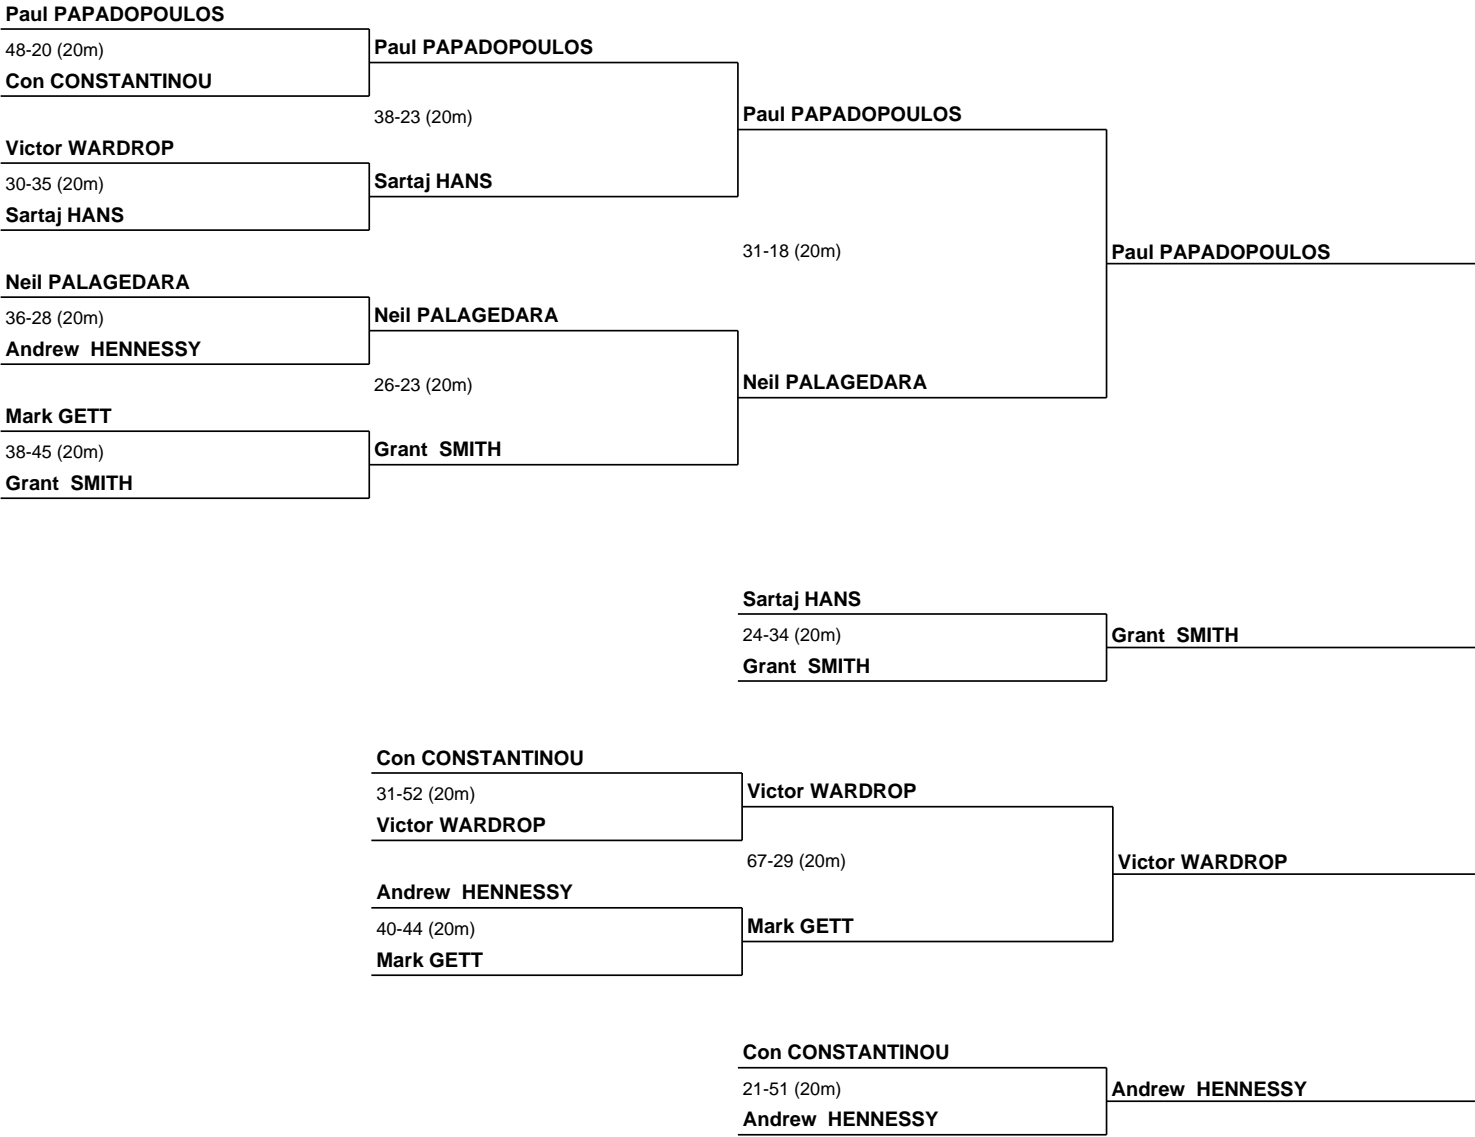 Paul PAPADOPOULOS
48-20 (20m)
Con CONSTANTINOU
Victor WARDROP
30-35 (20m)
Sartaj HANS
Neil PALAGEDARA
36-28 (20m)
Andrew  HENNESSY
Mark GETT
38-45 (20m)
Grant  SMITH
Paul PAPADOPOULOS
38-23 (20m)
Sartaj HANS
Neil PALAGEDARA
26-23 (20m)
Grant  SMITH
Paul PAPADOPOULOS
31-18 (20m)
Neil PALAGEDARA
Paul PAPADOPOULOS
Sartaj HANS
24-34 (20m)
Grant  SMITH
Grant  SMITH
Con CONSTANTINOU
31-52 (20m)
Victor WARDROP
Andrew  HENNESSY
40-44 (20m)
Mark GETT
Victor WARDROP
67-29 (20m)
Mark GETT
Victor WARDROP
Con CONSTANTINOU
21-51 (20m)
Andrew  HENNESSY
Andrew  HENNESSY